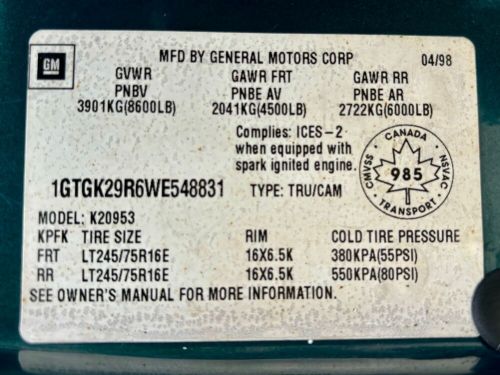 GM
MFD BY GENERAL MOTORS CORP 04/98
GVWR GAWR FRT GAWR RR
PNBV PNBE AV PNBE AR
3901KG(8600LB) 2041KG(4500LB) 2722KG(6000LB)
Complies: ICES-2
when equipped with
spark ignited engine.
CANADA
CMVSS 985 NSVAC
TRANSPORT
1GTGK29R6WE548831 TYPE: TRU/CAM
MODEL: K20953
KPFK TIRE SIZE RIM COLD TIRE PRESSURE
FRT LT245/75R16E 16X6.5K 380KPA(55PSI)
RR LT245/75R16E 16X6.5K 550KPA(80PSI)
SEE OWNER'S MANUAL FOR MORE INFORMATION.